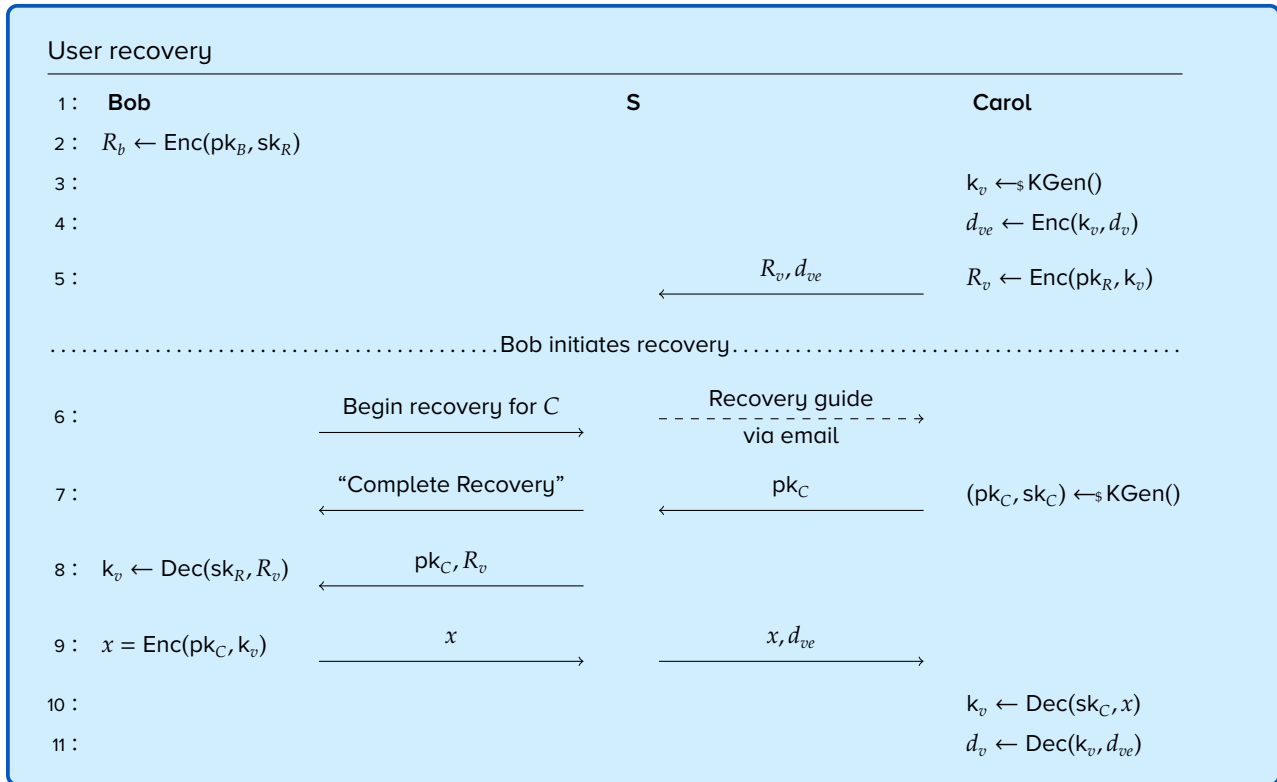 User recovery
1 : Bob S Carol
2 : R_b ← Enc(pk_B, sk_R)
3 : k_v ←$ KGen()
4 : d_ve ← Enc(k_v, d_v)
5 : R_v, d_ve R_v ← Enc(pk_R, k_v)
Bob initiates recovery
6 : Begin recovery for C Recovery guide
via email
7 : “Complete Recovery” pk_C (pk_C, sk_C) ←$ KGen()
8 : k_v ← Dec(sk_R, R_v) pk_C, R_v
9 : x = Enc(pk_C, k_v) x x, d_ve
10 : k_v ← Dec(sk_C, x)
11 : d_v ← Dec(k_v, d_ve)